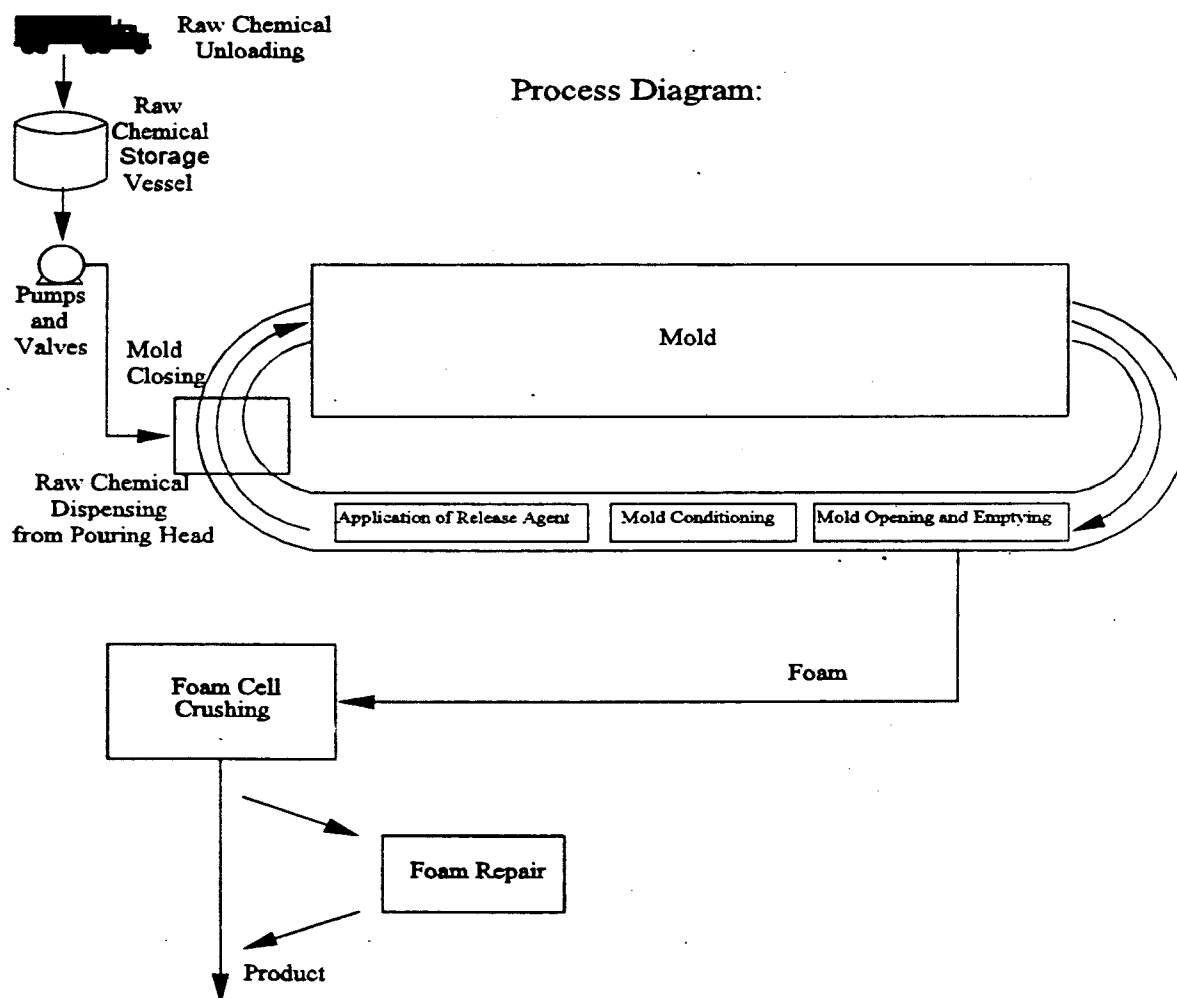 Raw Chemical
Unloading
Process Diagram:
Raw
Chemical
Storage
Vessel
Pumps
and
Valves
Mold
Closing
Mold
Raw Chemical
Dispensing
from Pouring Head
Application of Release Agent
Mold Conditioning
Mold Opening and Emptying
Foam
Foam Cell
Crushing
Foam Repair
Product